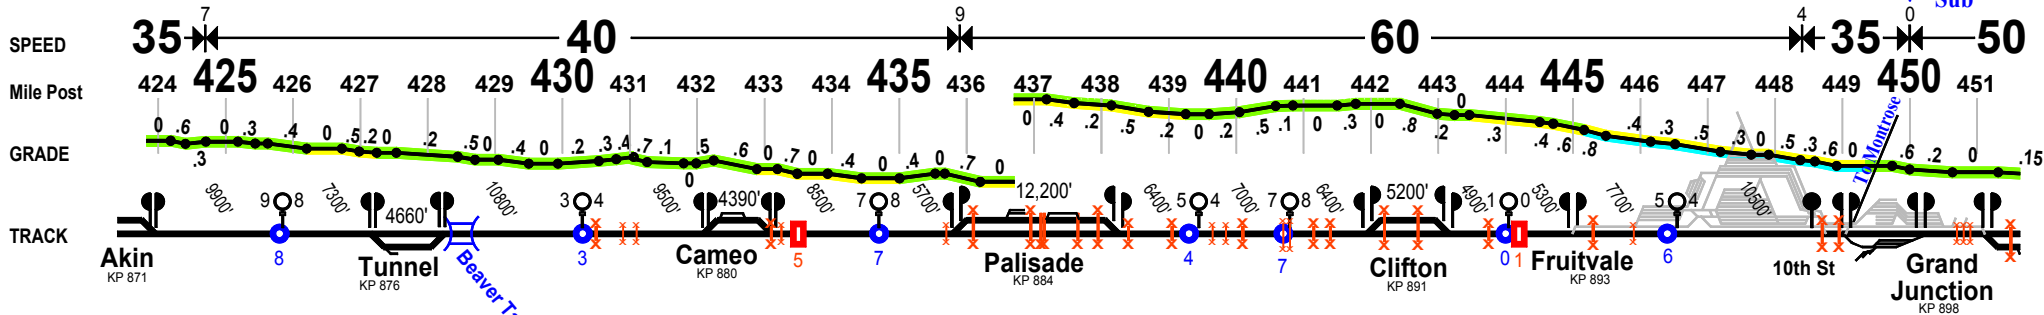 Sub
7 9 4 0
SPEED 35 40 60 35 50
Mile Post 424 425 426 427 428 429 430 431 432 433 434 435 436 437 438 439 440 441 442 443 444 445 446 447 448 449 450 451
GRADE 0 .6 .3 0 .3 .4 0 .5 .2 0 .2 .5 0 .4 0 .2 .3 .4 .7 .1 0 .5 .6 0 .7 0 .4 0 .4 0 .7 0 0 .4 .2 .5 .2 0 .2 .5 .1 0 .3 0 .8 .2 0 .3 .4 .6 .8 .4 .3 .5 .3 0 .5 .3 .6 0 .6 .2 0 .15
To Montrose
9900' 7300' 10800' 9500' 4390' 8500' 5700' 12,200' 6400' 7000' 6400' 5200' 4900' 5300' 7700' 10500'
9 8 4660' 3 4 7 8 5 4 7 8 1 0 5 4
TRACK
8 3 5 7 4 7 0 1 6
Akin Tunnel Beaver T Cameo Palisade Clifton Fruitvale 10th St Grand
Junction
KP 871 KP 876 KP 880 KP 884 KP 891 KP 893 KP 898